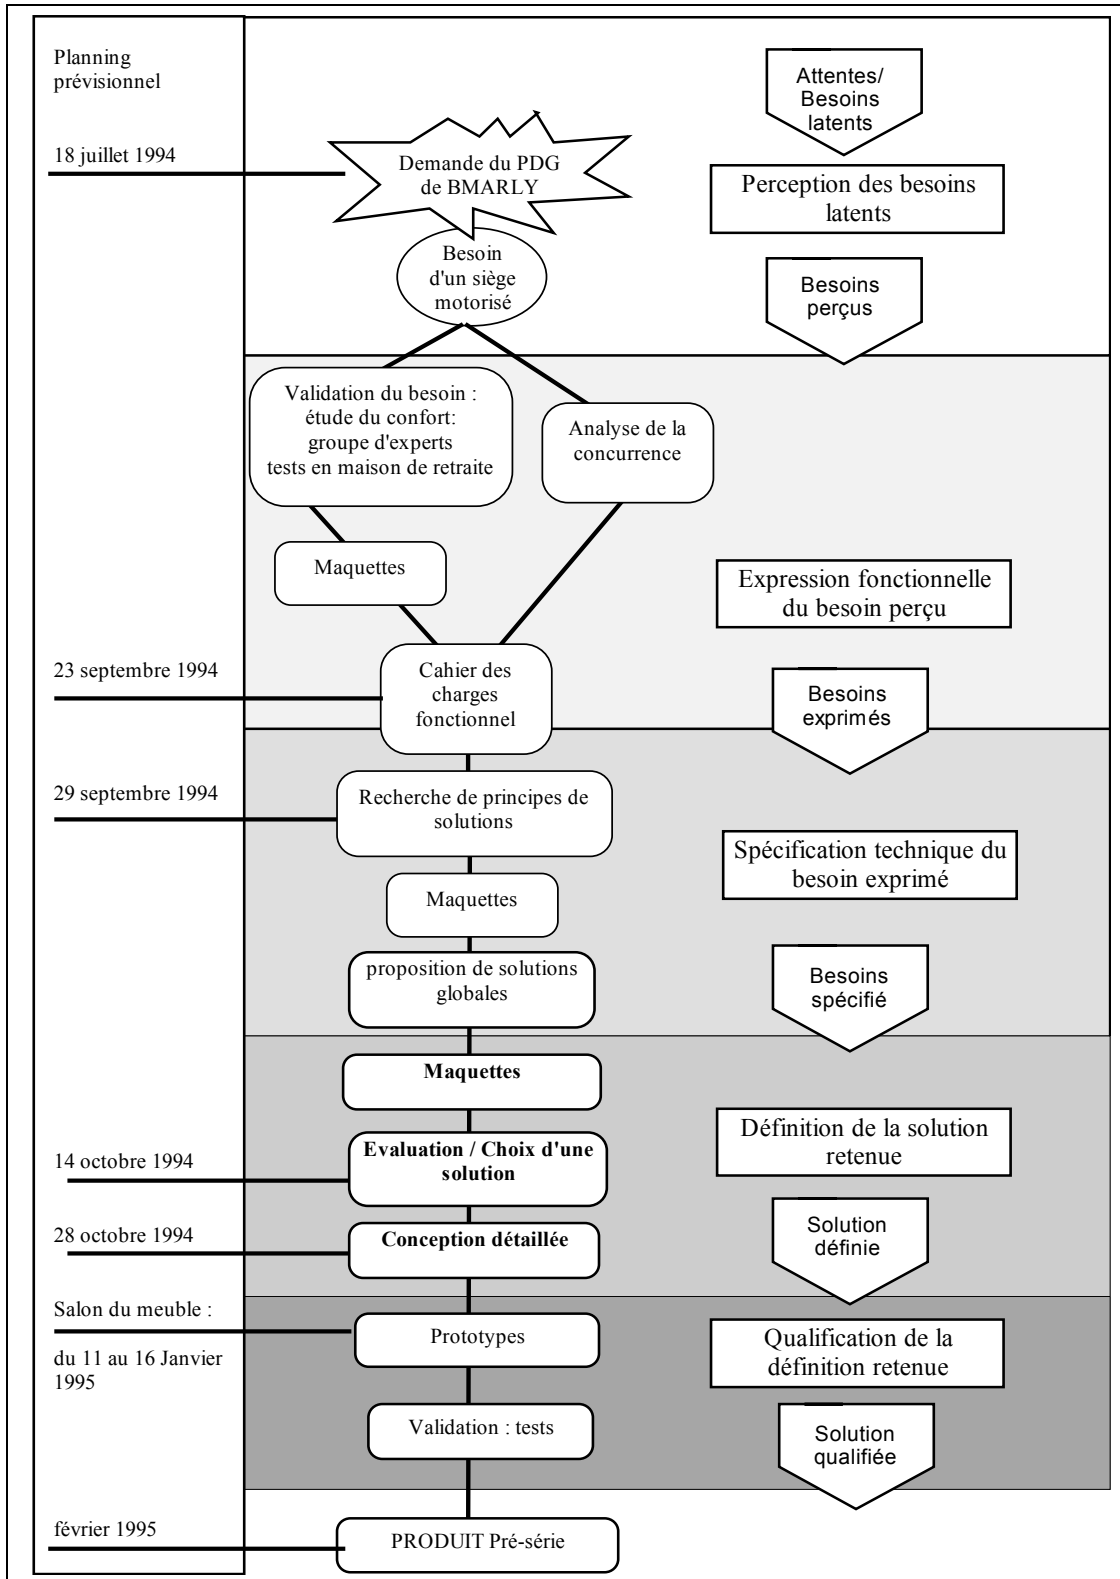 Planning
prévisionnel
18 juillet 1994
Demande du PDG
de BMARLY
Besoin
d'un siège
motorisé
Attentes/
Besoins
latents
Perception des besoins
latents
Besoins
perçus
Validation du besoin :
étude du confort:
groupe d'experts
tests en maison de retraite
Analyse de la
concurrence
Maquettes
Expression fonctionnelle
du besoin perçu
23 septembre 1994
Cahier des
charges
fonctionnel
Besoins
exprimés
29 septembre 1994
Recherche de principes de
solutions
Spécification technique du
besoin exprimé
Maquettes
proposition de solutions
globales
Besoins
spécifié
Maquettes
14 octobre 1994
Evaluation / Choix d'une
solution
Définition de la solution
retenue
28 octobre 1994
Conception détaillée
Solution
définie
Salon du meuble :
du 11 au 16 Janvier
1995
Prototypes
Qualification de la
définition retenue
Validation : tests
Solution
qualifiée
février 1995
PRODUIT Pré-série